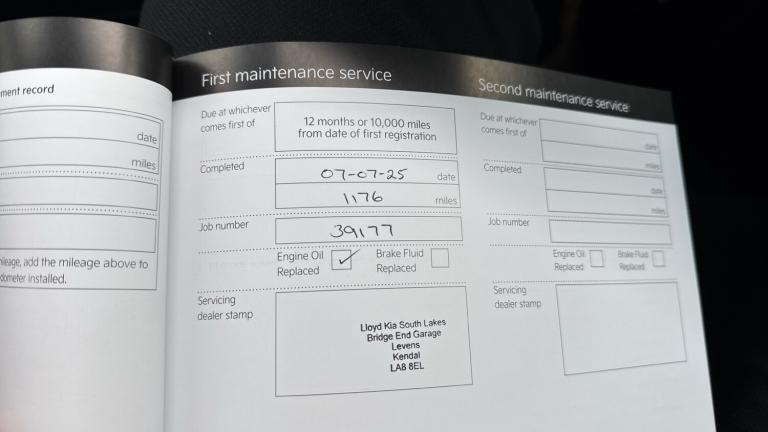 ment record
date
miles
mileage, add the mileage above to
dometer installed.
First maintenance service
Due at whichever
comes first of
12 months or 10,000 miles
from date of first registration
Completed
07-07-25 date
1176 miles
Job number
39177
Engine Oil
Replaced
Brake Fluid
Replaced
Servicing
dealer stamp
Lloyd Kia South Lakes
Bridge End Garage
Levens
Kendal
LA8 8EL
Second maintenance service
Due at whichever
comes first of
date
miles
Completed
date
miles
Job number
Engine Oil
Replaced
Brake Fluid
Replaced
Servicing
dealer stamp